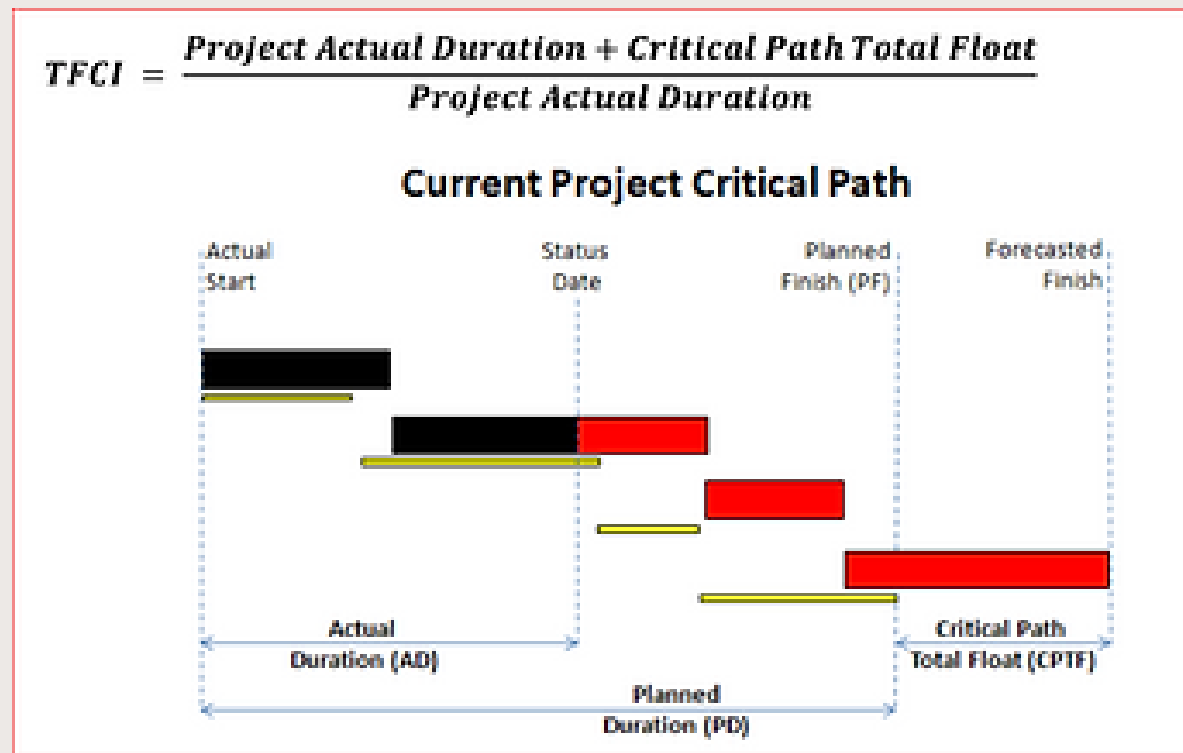 TFCI = Project Actual Duration + Critical Path Total Float
Project Actual Duration
Current Project Critical Path
Actual
Start
Status
Date
Planned
Finish (PF)
Forecasted
Finish
Actual
Duration (AD)
Critical Path
Total Float (CPTF)
Planned
Duration (PD)